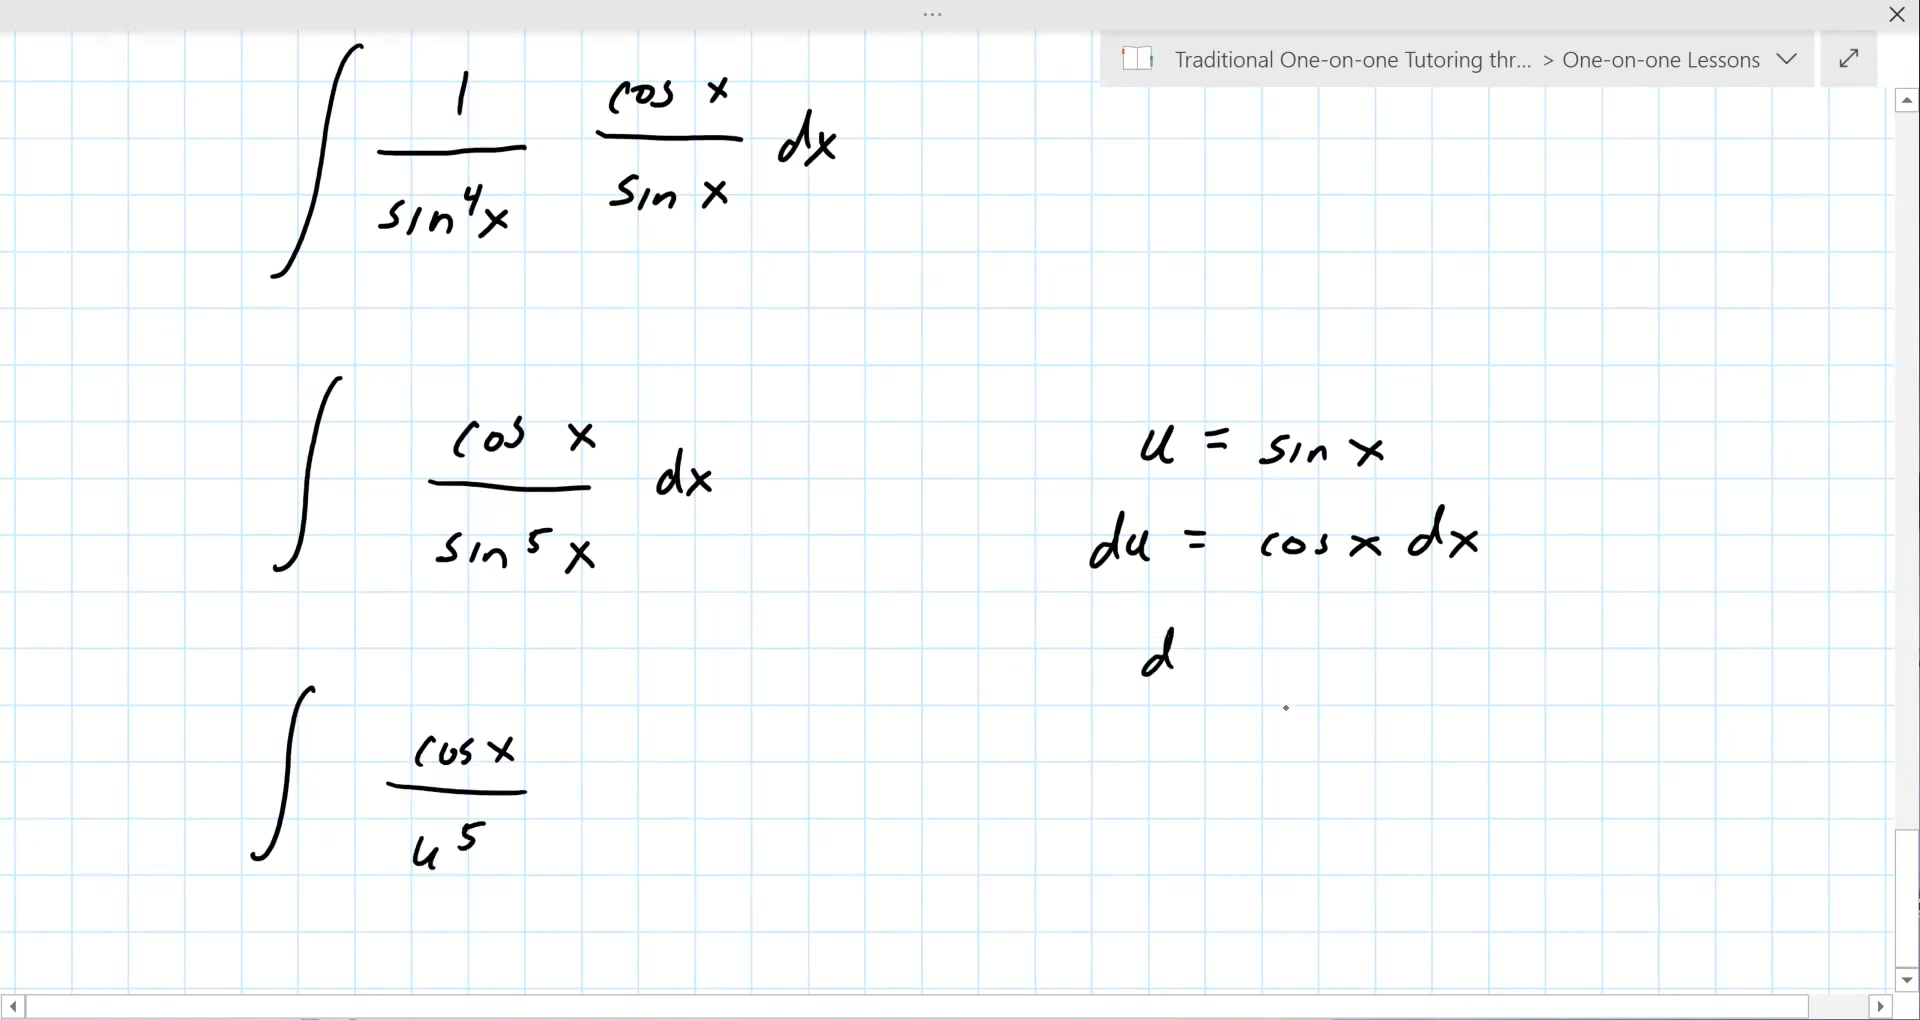 ...
Traditional One-on-one Tutoring thr... > One-on-one Lessons
∫ 1/sin⁴x cos x/sin x dx
∫ cos x/sin⁵x dx
u = sin x
du = cos x dx
d
∫ cos x/u⁵